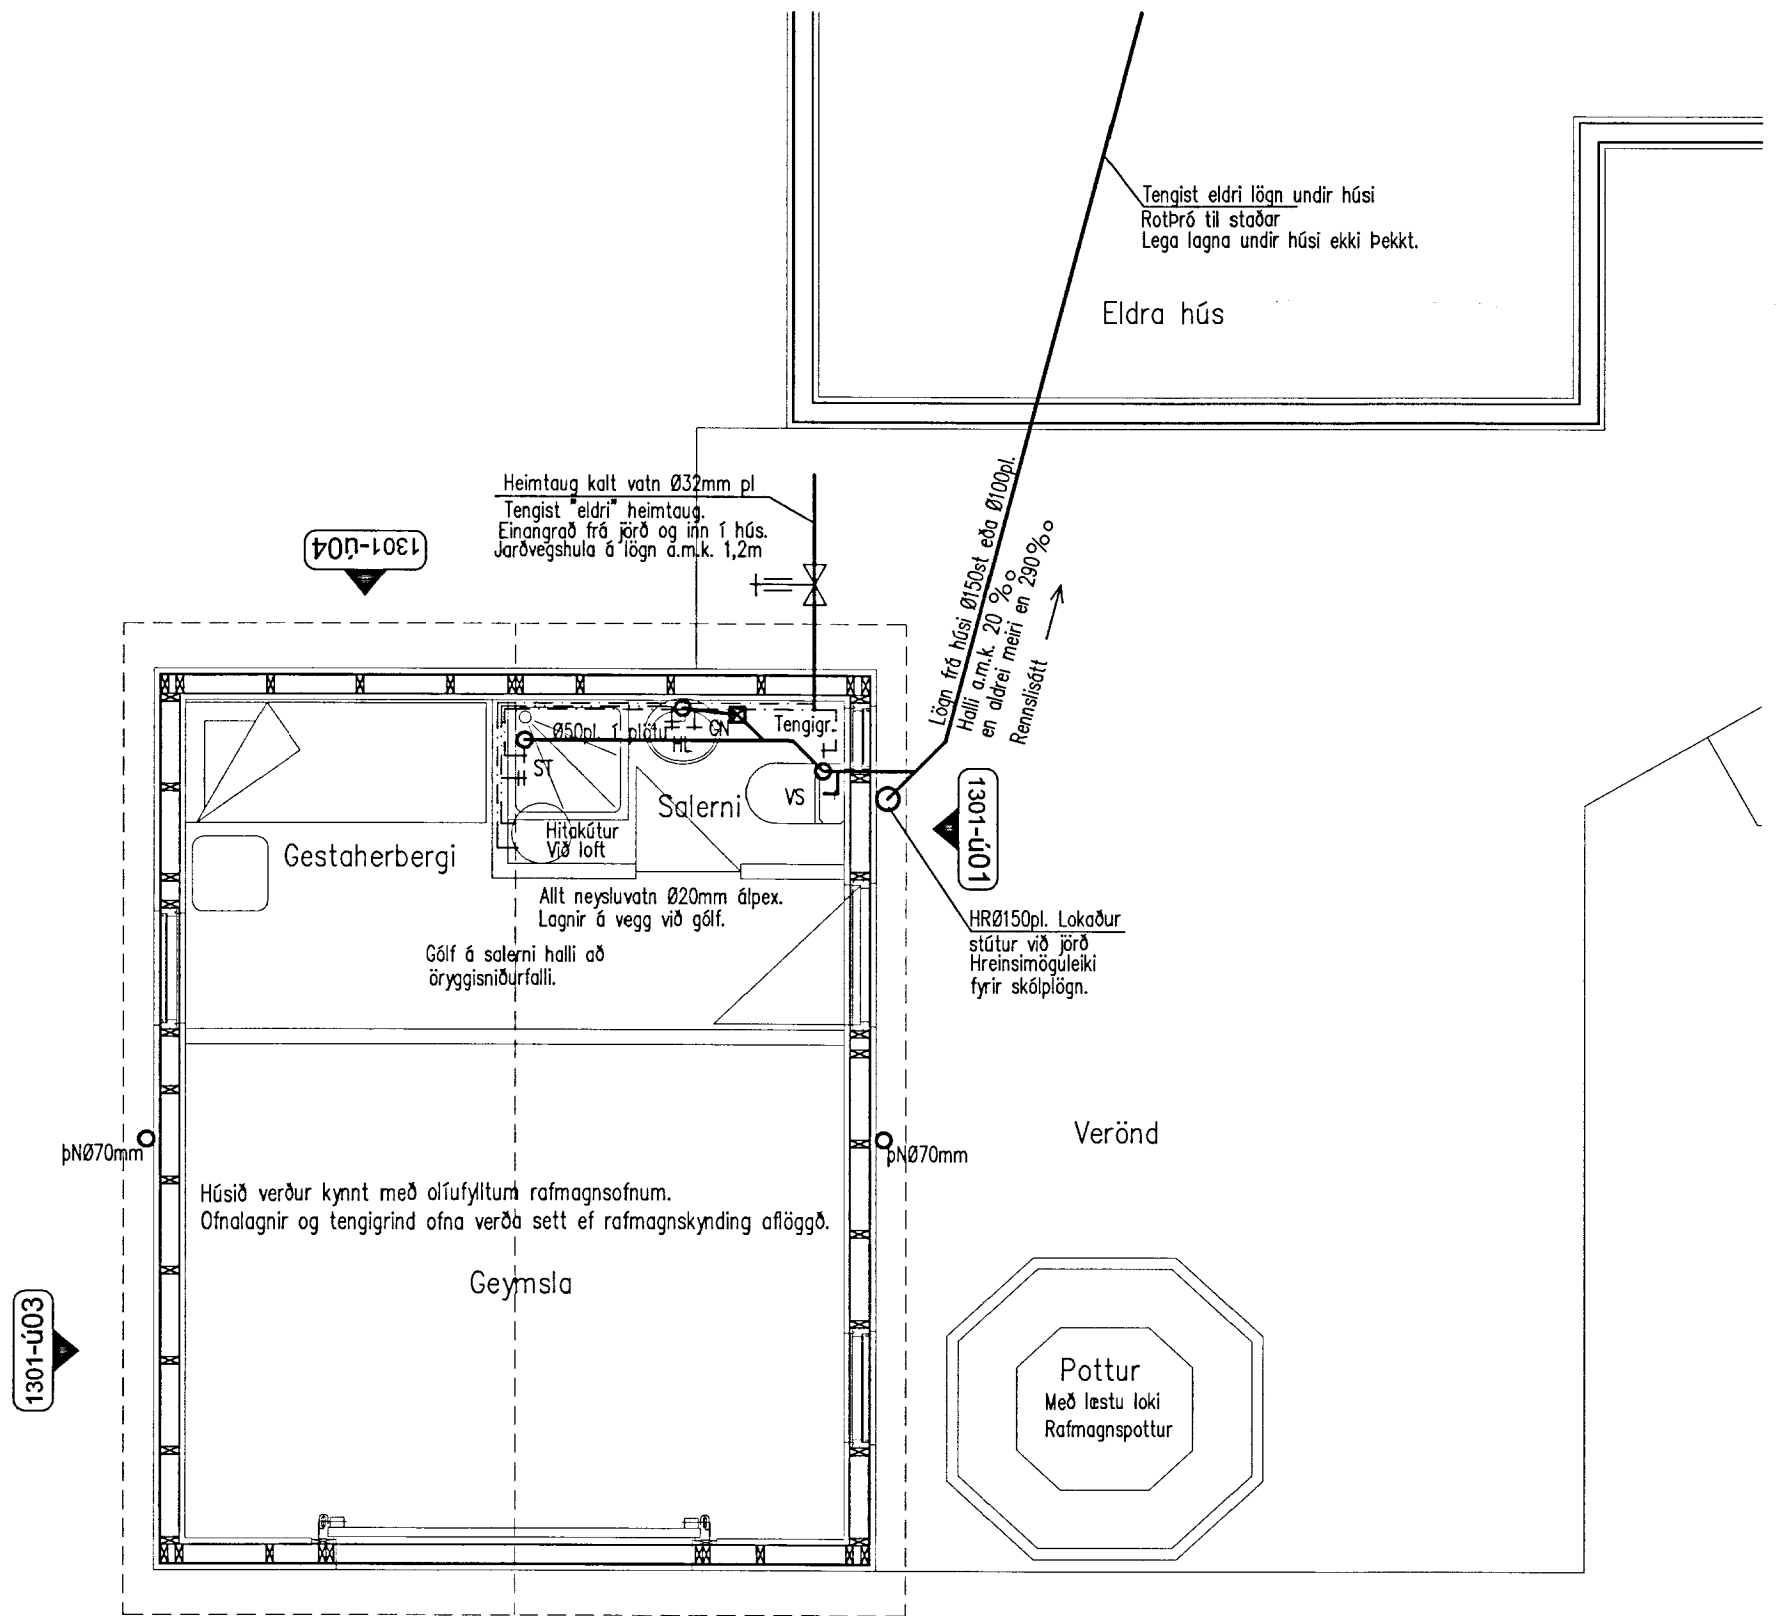 Tengist eldri lögn undir húsi
Rotþró til staðar
Lega lagna undir húsi ekki þekkt.
Eldra hús
Heimtaug kalt vatn Ø32mm pl
Tengist "eldri" heimtaug.
Einangrað frá jörð og inn í hús.
Jarðvegshula á lögn a.m.k. 1,2m
1301-ú04
Lögn frá húsi Ø150st eða Ø100pl.
Halli a.m.k. 20 %o
en aldrei meiri en 290%o
Rennslisátt
Ø50pl. í plötu
HL
GN
Tengigr.
ST
VS
Salerni
Hitakútur
Við loft
Gestaherbergi
1301-ú01
Allt neysluvatn Ø20mm álpex.
Lagnir á vegg við gólf.
Gólf á salerni halli að
öryggisniðurfalli.
HRØ150pl. Lokaður
stútur við jörð
Hreinsimöguleiki
fyrir skólplögn.
Verönd
þNØ70mm
þNØ70mm
Húsið verður kynnt með olíufylltum rafmagnsofnum.
Ofnalagnir og tengigrind ofna verða sett ef rafmagnskynding aflöggð.
Geymsla
1301-ú03
Pottur
Með læstu loki
Rafmagnspottur